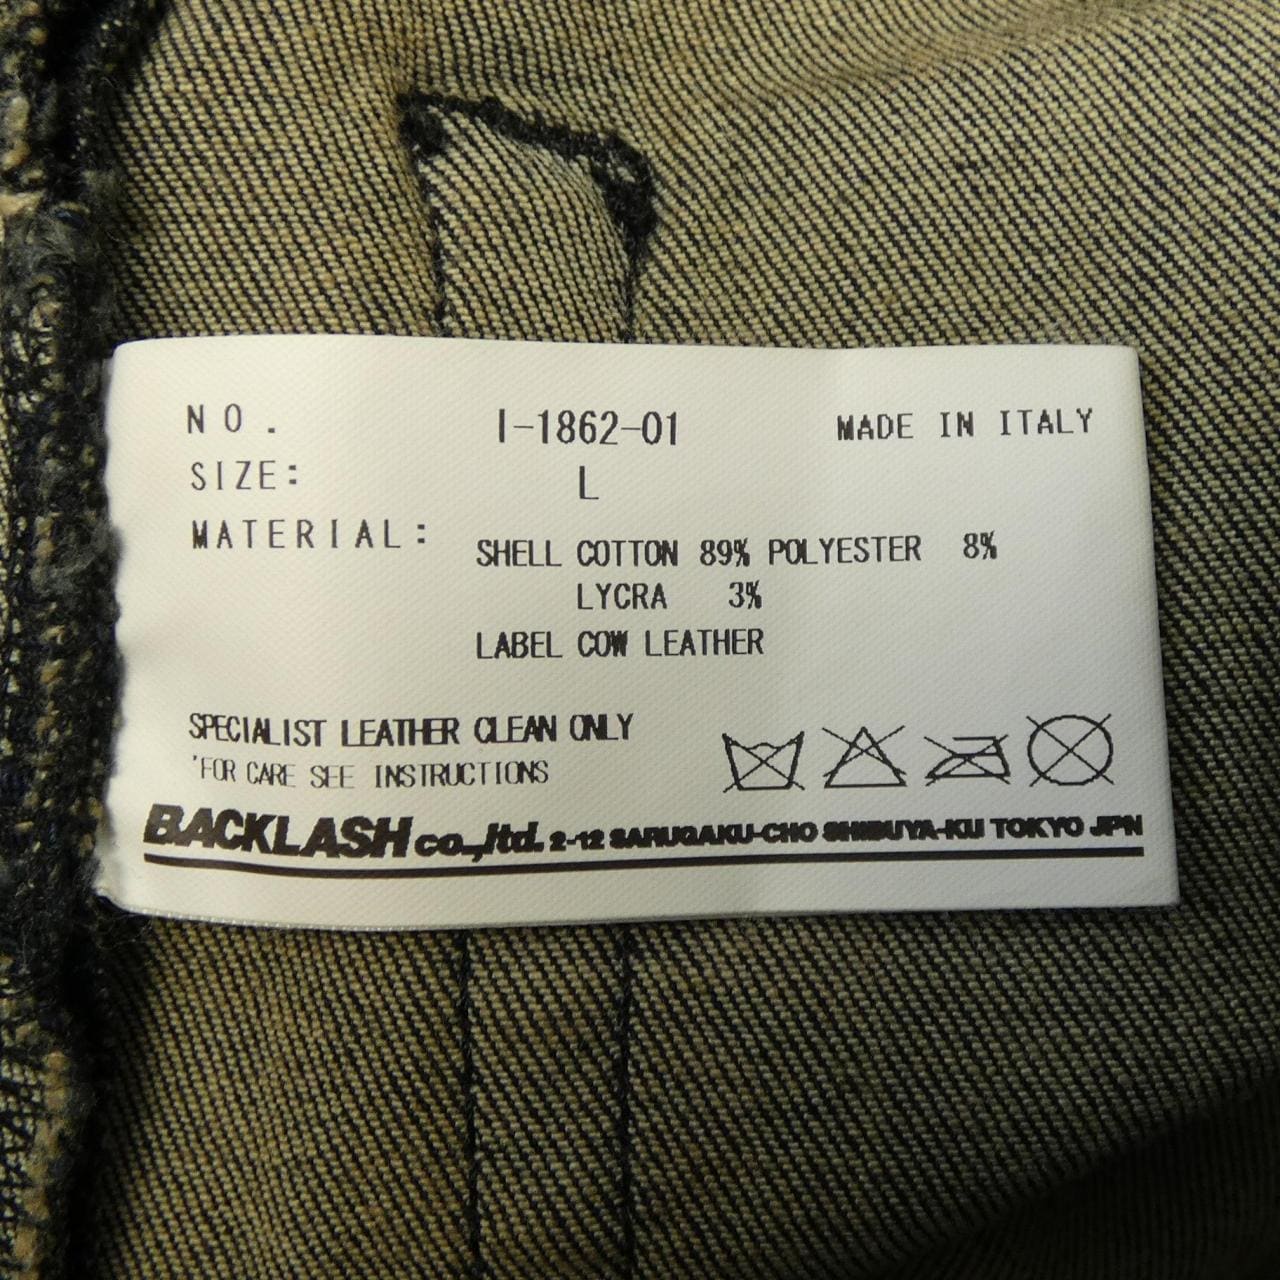 NO. I-1862-01 MADE IN ITALY
SIZE: L
MATERIAL: SHELL COTTON 89% POLYESTER 8%
LYCRA 3%
LABEL COW LEATHER
SPECIALIST LEATHER CLEAN ONLY
'FOR CARE SEE INSTRUCTIONS
BACKLASH co.,ltd. 2-12 SARUGAKU-CHO SHIBUYA-KU TOKYO JPN